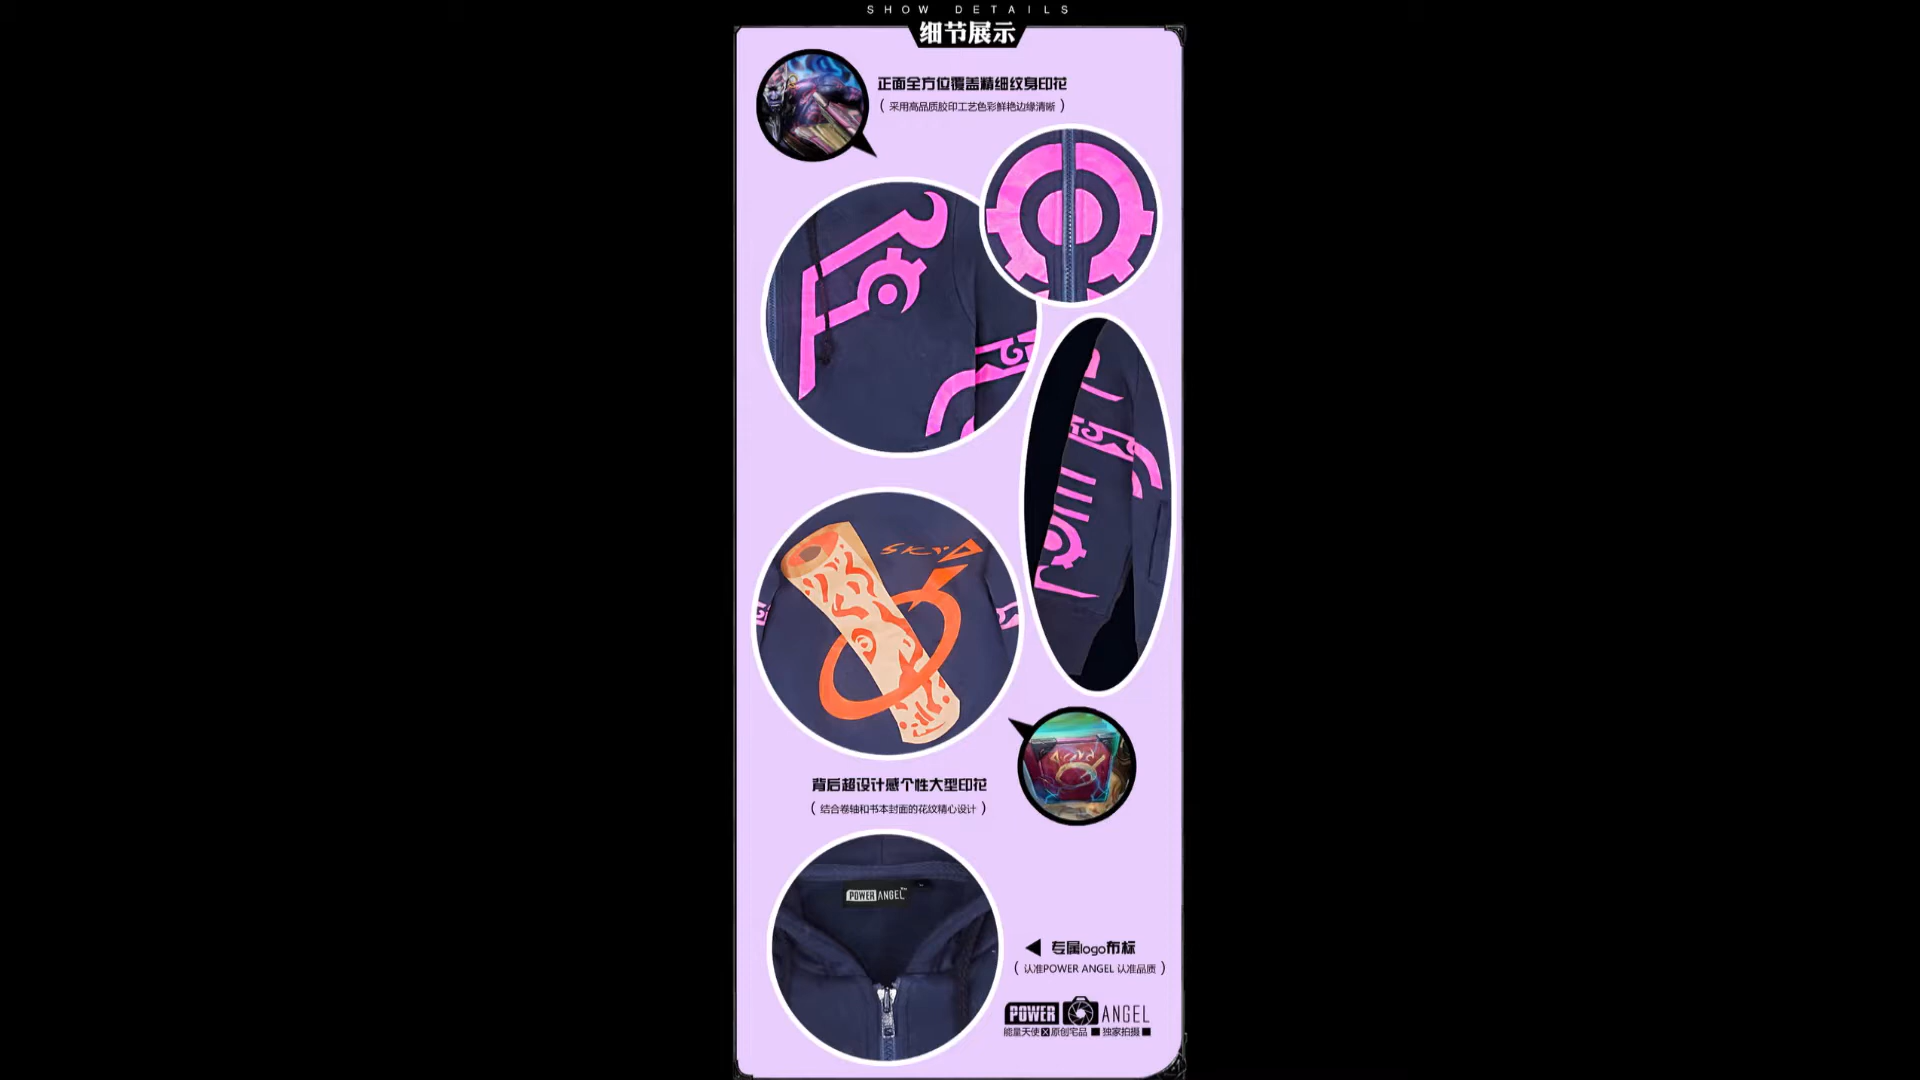 SHOW DETAILS
细节展示
正面全方位覆盖精细纹身印花
( 采用高品质胶印工艺色彩鲜艳边缘清晰 )
背后超设计感个性大型印花
( 结合卷轴和书本封面的花纹精心设计 )
POWER ANGEL
专属logo布标
( 认准POWER ANGEL 认准品质 )
POWER ANGEL
能量天使 X 原创宅品 ■ 独家拍摄 ■